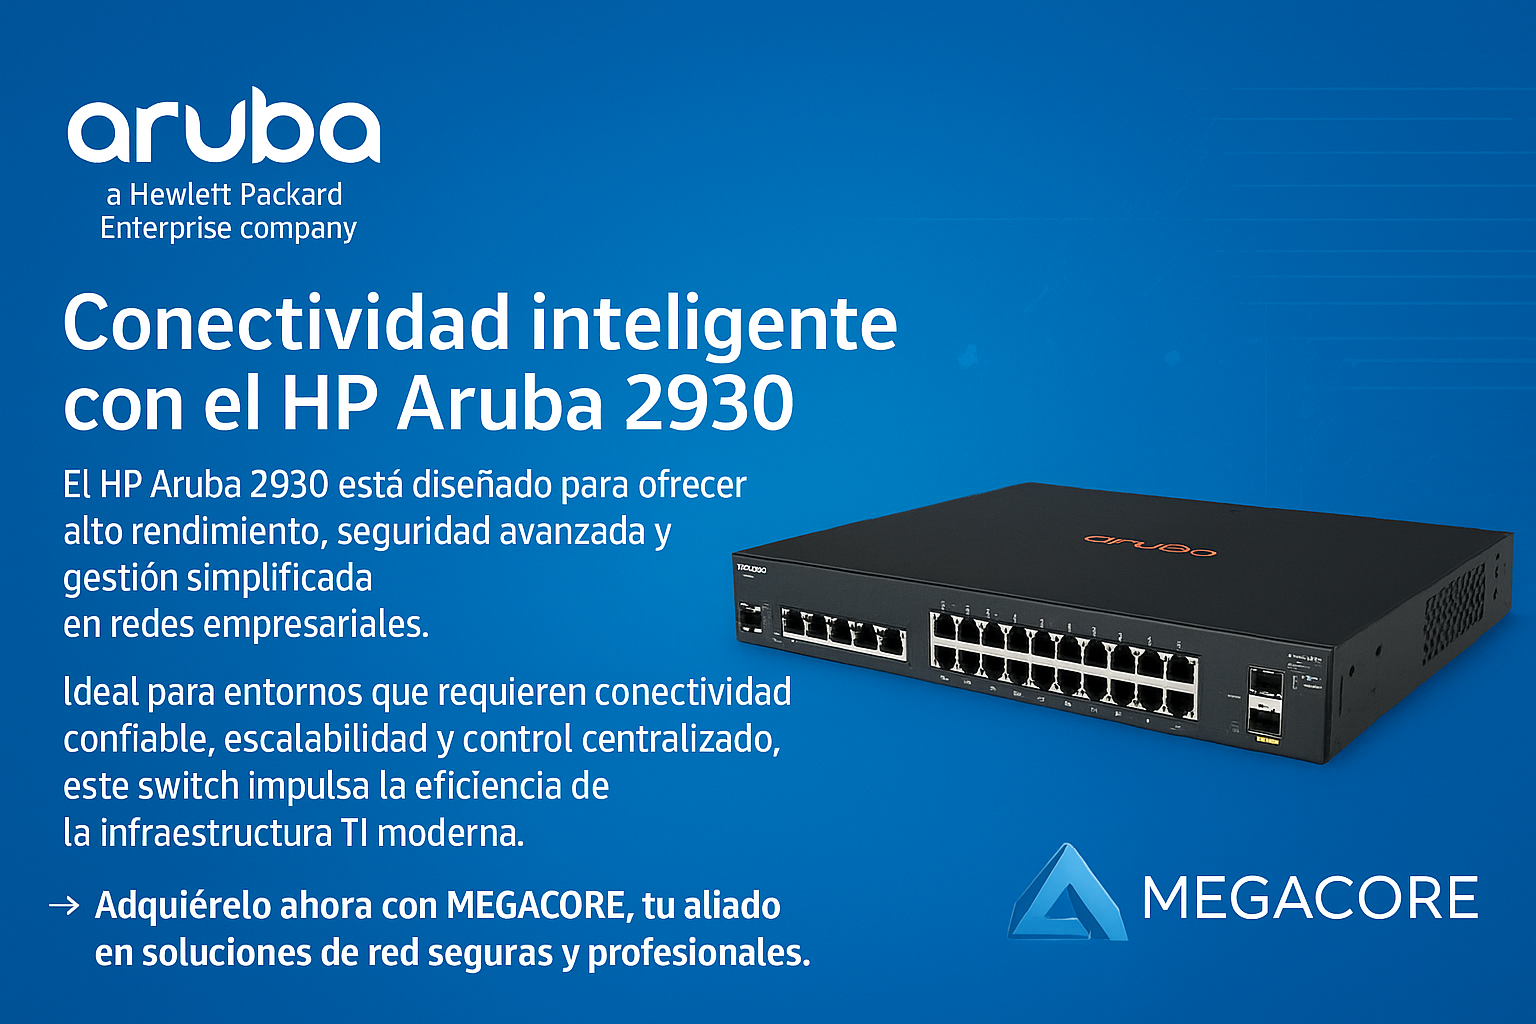 aruba
a Hewlett Packard
Enterprise company
Conectividad inteligente
con el HP Aruba 2930
El HP Aruba 2930 está diseñado para ofrecer
alto rendimiento, seguridad avanzada y
gestión simplificada
en redes empresariales.
Ideal para entornos que requieren conectividad
confiable, escalabilidad y control centralizado,
este switch impulsa la eficiencia de
la infraestructura TI moderna.
→ Adquiérelo ahora con MEGACORE, tu aliado
en soluciones de red seguras y profesionales.
aruba
MEGACORE